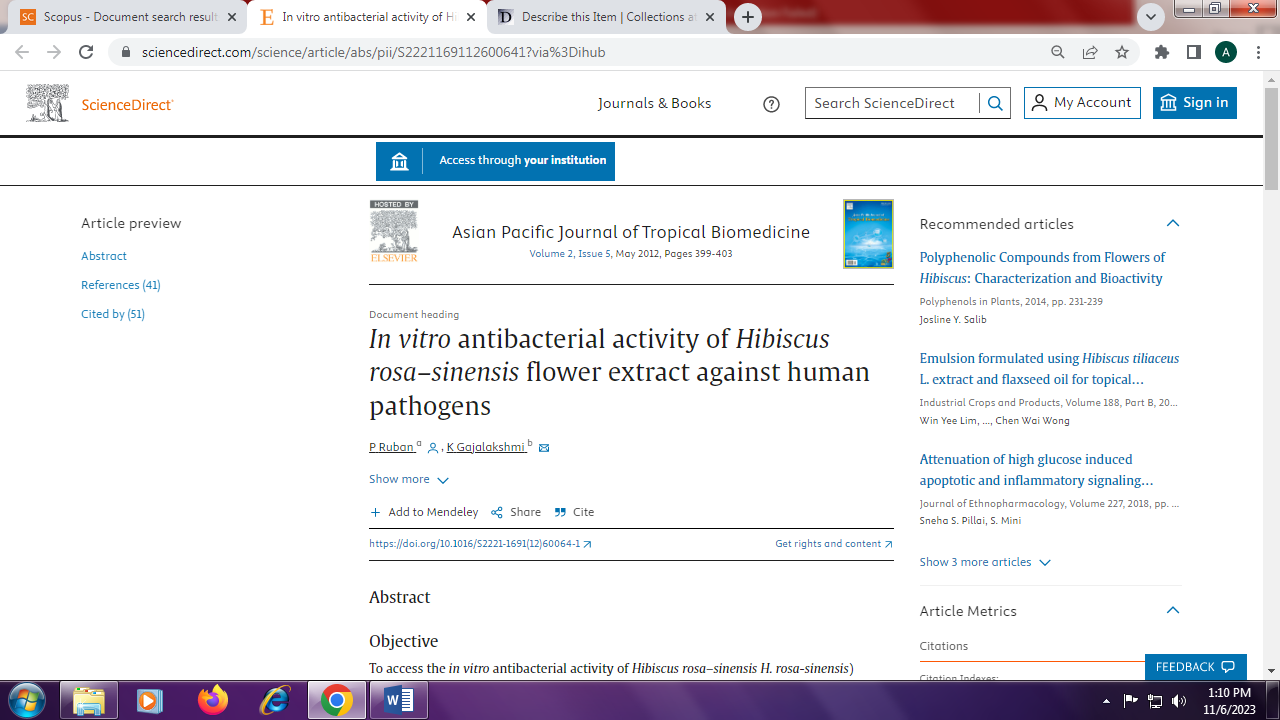 Scopus - Document search result
In vitro antibacterial activity of Hi
Describe this Item | Collections a
sciencedirect.com/science/article/abs/pii/S2221169112600641?via%3Dihub
A
ScienceDirect
Journals & Books
Search ScienceDirect
My Account
Sign in
Access through your institution
Article preview
Abstract
References (41)
Cited by (51)
HOSTED BY
ELSEVIER
Asian Pacific Journal of Tropical Biomedicine
Volume 2, Issue 5, May 2012, Pages 399-403
Document heading
In vitro antibacterial activity of Hibiscus
rosa–sinensis flower extract against human
pathogens
P Ruban a , K Gajalakshmi b
Show more
Add to Mendeley Share Cite
https://doi.org/10.1016/S2221-1691(12)60064-1
Get rights and content
Abstract
Objective
To access the in vitro antibacterial activity of Hibiscus rosa–sinensis H. rosa-sinensis)
Recommended articles
Polyphenolic Compounds from Flowers of
Hibiscus: Characterization and Bioactivity
Polyphenols in Plants, 2014, pp. 231-239
Josline Y. Salib
Emulsion formulated using Hibiscus tiliaceus
L. extract and flaxseed oil for topical…
Industrial Crops and Products, Volume 188, Part B, 20…
Win Yee Lim, …, Chen Wai Wong
Attenuation of high glucose induced
apoptotic and inflammatory signaling…
Journal of Ethnopharmacology, Volume 227, 2018, pp. …
Sneha S. Pillai, S. Mini
Show 3 more articles
Article Metrics
Citations
Citation Indexes:
FEEDBACK
1:10 PM
11/6/2023